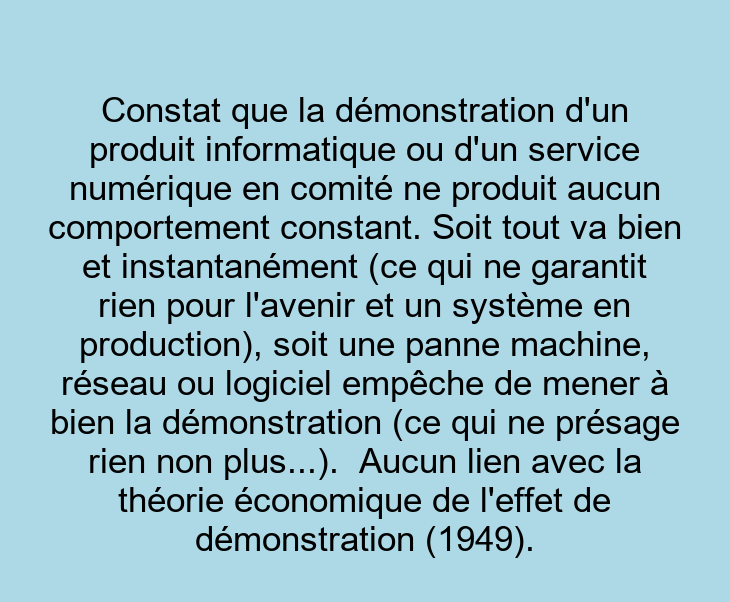 Constat que la démonstration d'un
produit informatique ou d'un service
numérique en comité ne produit aucun
comportement constant. Soit tout va bien
et instantanément (ce qui ne garantit
rien pour l'avenir et un système en
production), soit une panne machine,
réseau ou logiciel empêche de mener à
bien la démonstration (ce qui ne présage
rien non plus...).  Aucun lien avec la
théorie économique de l'effet de
démonstration (1949).